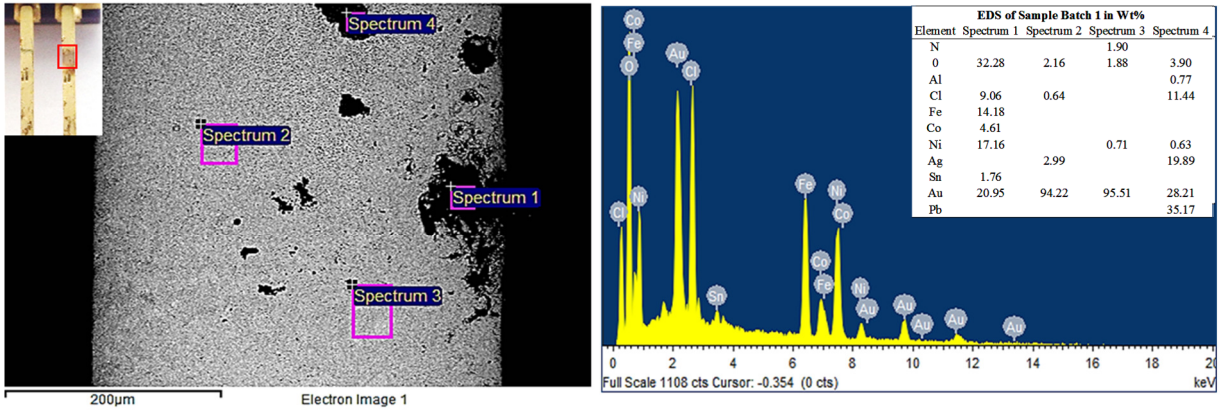 Spectrum 4
Spectrum 2
Spectrum 1
Spectrum 3
200µm
Electron Image 1
EDS of Sample Batch 1 in Wt%
Element Spectrum 1 Spectrum 2 Spectrum 3 Spectrum 4
N 1.90
0 32.28 2.16 1.88 3.90
Al 0.77
Cl 9.06 0.64 11.44
Fe 14.18
Co 4.61
Ni 17.16 0.71 0.63
Ag 2.99 19.89
Sn 1.76
Au 20.95 94.22 95.51 28.21
Pb 35.17
Co
Fe
O
Au
Cl
Cl
Ni
Sn
Fe
Co
Fe
Ni
Co
Ni
Au
Au
Au
Au
Au
0 2 4 6 8 10 12 14 16 18 20
Full Scale 1108 cts Cursor: -0.354 (0 cts) keV